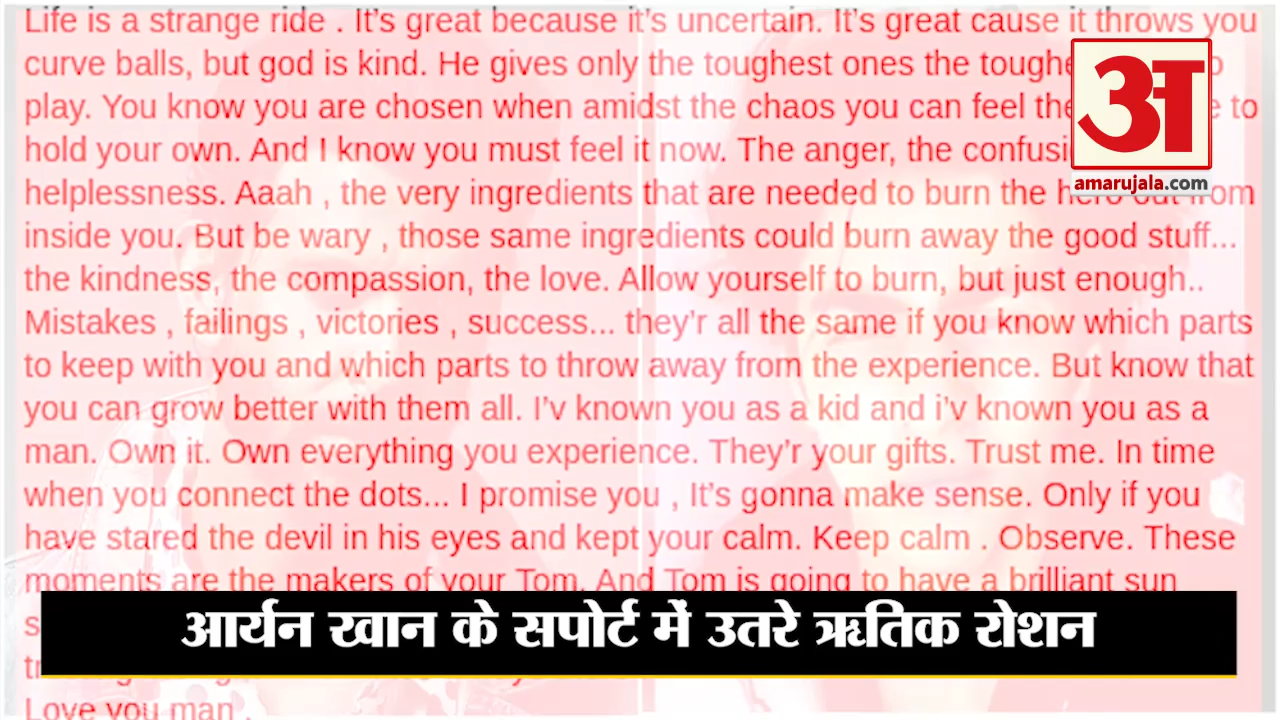 Life is a strange ride . It's great because it's uncertain. It's great cause it throws you
curve balls, but god is kind. He gives only the toughest ones the
play. You know you are chosen when amidst the chaos you can feel to
hold your own. And I know you must feel it now. The anger, the
helplessness. Aaah , the very ingredients that are needed to burn the hero out from
inside you. But be wary , those same ingredients could burn away the good stuff...
the kindness, the compassion, the love. Allow yourself to burn, but just enough..
Mistakes , failings , victories , success... they'r all the same if you know which parts
to keep with you and which parts to throw away from the experience. But know that
you can grow better with them all. I'v known you as a kid and i'v known you as a
man. Own it. Own everything you experience. They'r your gifts. Trust me. In time
when you connect the dots... I promise you , It's gonna make sense. Only if you
have stared the devil in his eyes and kept your calm. Keep calm . Observe. These
moments are the makers of your Tom. And Tom is going to have a brilliant sun
Love you man .
अ
amarujala.com
आर्यन खान के सपोर्ट में उतरे ऋतिक रोशन